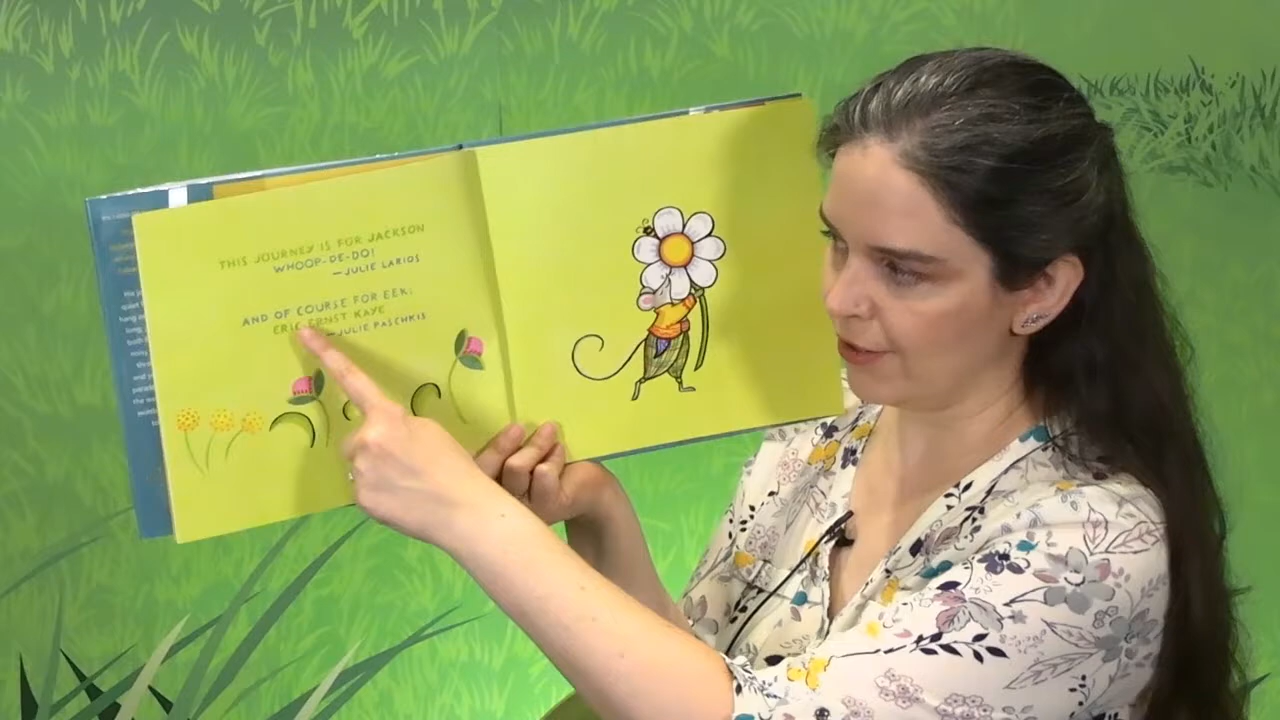 THIS JOURNEY IS FOR JACKSON
WHOOP-DE-DO!
—JULIE LARIOS
AND OF COURSE FOR EEK:
ERIC ERNST KAYE
—JULIE PASCHKIS